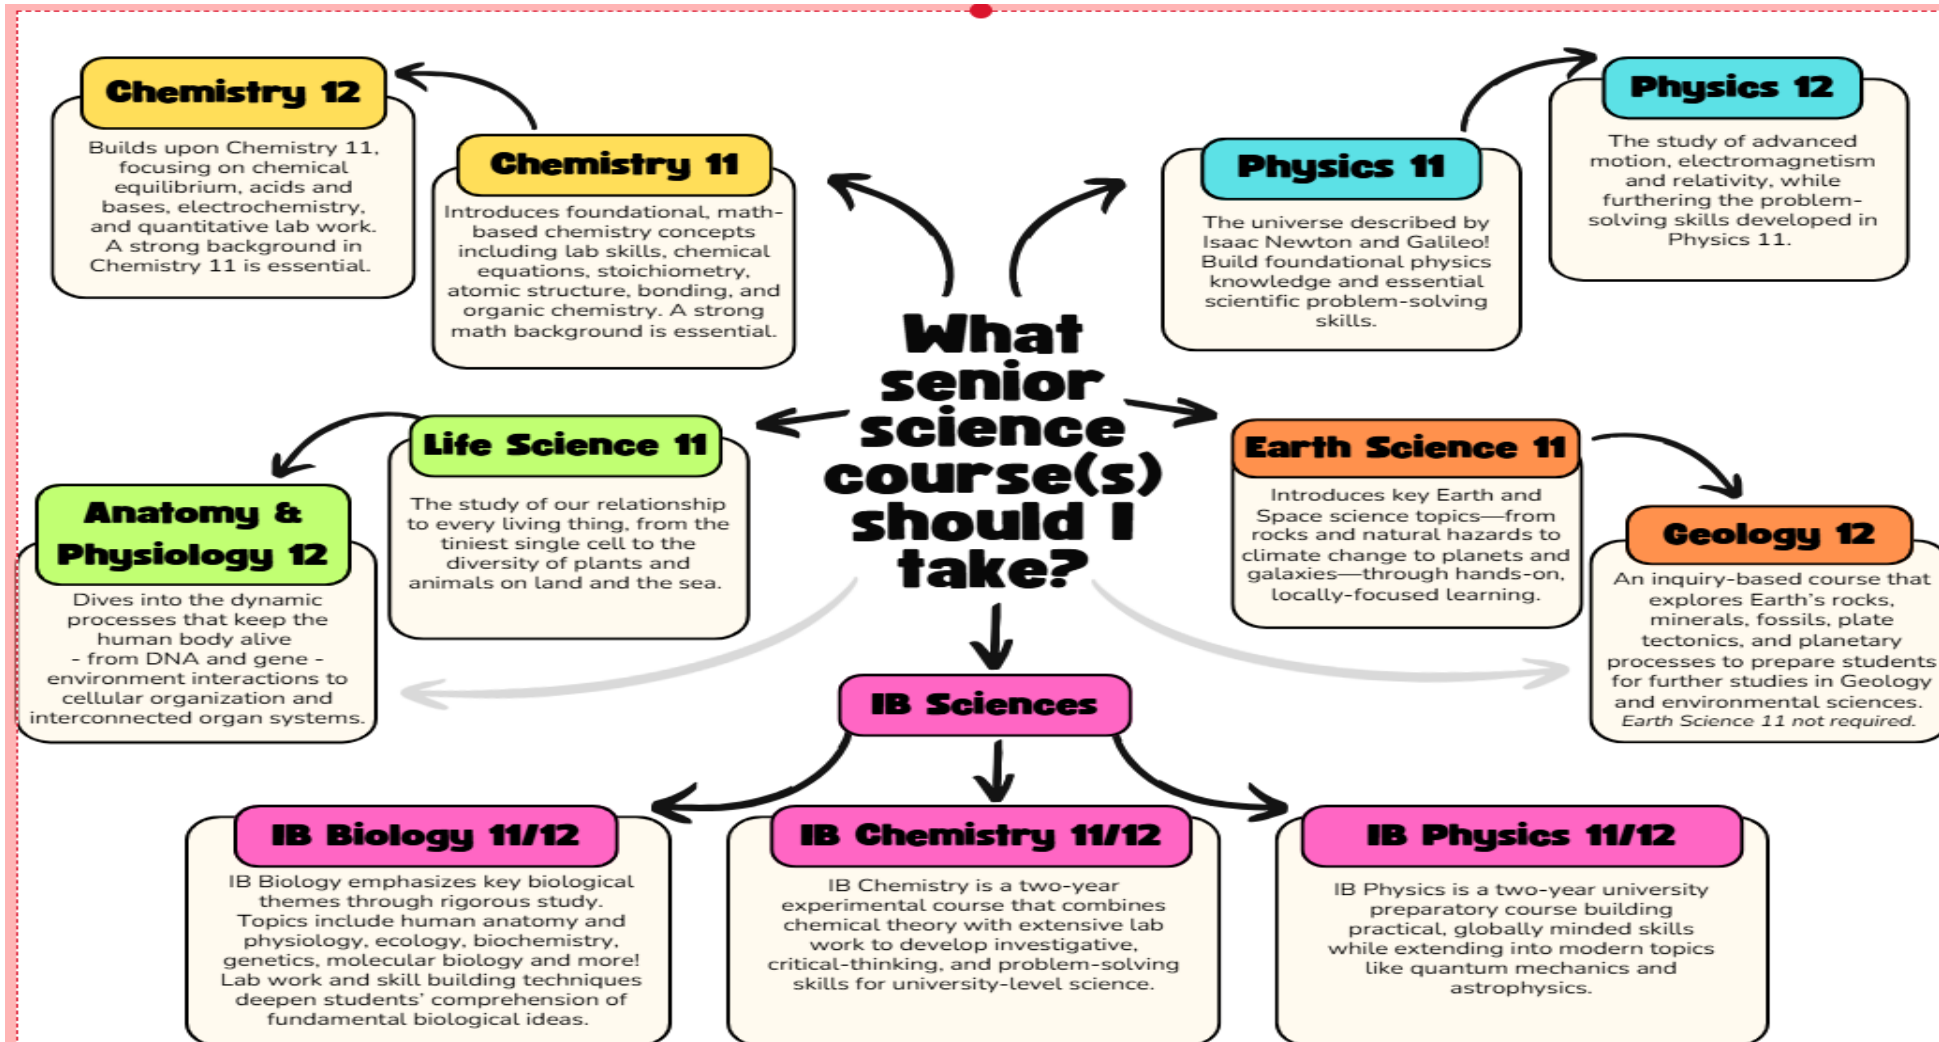 Chemistry 12
Builds upon Chemistry 11,
focusing on chemical
equilibrium, acids and
bases, electrochemistry,
and quantitative lab work.
A strong background in
Chemistry 11 is essential.
Chemistry 11
Introduces foundational, math-
based chemistry concepts
including lab skills, chemical
equations, stoichiometry,
atomic structure, bonding, and
organic chemistry. A strong
math background is essential.
Physics 11
The universe described by
Isaac Newton and Galileo!
Build foundational physics
knowledge and essential
scientific problem-solving
skills.
Physics 12
The study of advanced
motion, electromagnetism
and relativity, while
furthering the problem-
solving skills developed in
Physics 11.
What
senior
science
course(s)
should I
take?
Life Science 11
The study of our relationship
to every living thing, from the
tiniest single cell to the
diversity of plants and
animals on land and the sea.
Anatomy &
Physiology 12
Dives into the dynamic
processes that keep the
human body alive
- from DNA and gene -
environment interactions to
cellular organization and
interconnected organ systems.
Earth Science 11
Introduces key Earth and
Space science topics—from
rocks and natural hazards to
climate change to planets and
galaxies—through hands-on,
locally-focused learning.
Geology 12
An inquiry-based course that
explores Earth's rocks,
minerals, fossils, plate
tectonics, and planetary
processes to prepare students
for further studies in Geology
and environmental sciences.
Earth Science 11 not required.
IB Sciences
IB Biology 11/12
IB Biology emphasizes key biological
themes through rigorous study.
Topics include human anatomy and
physiology, ecology, biochemistry,
genetics, molecular biology and more!
Lab work and skill building techniques
deepen students' comprehension of
fundamental biological ideas.
IB Chemistry 11/12
IB Chemistry is a two-year
experimental course that combines
chemical theory with extensive lab
work to develop investigative,
critical-thinking, and problem-solving
skills for university-level science.
IB Physics 11/12
IB Physics is a two-year university
preparatory course building
practical, globally minded skills
while extending into modern topics
like quantum mechanics and
astrophysics.